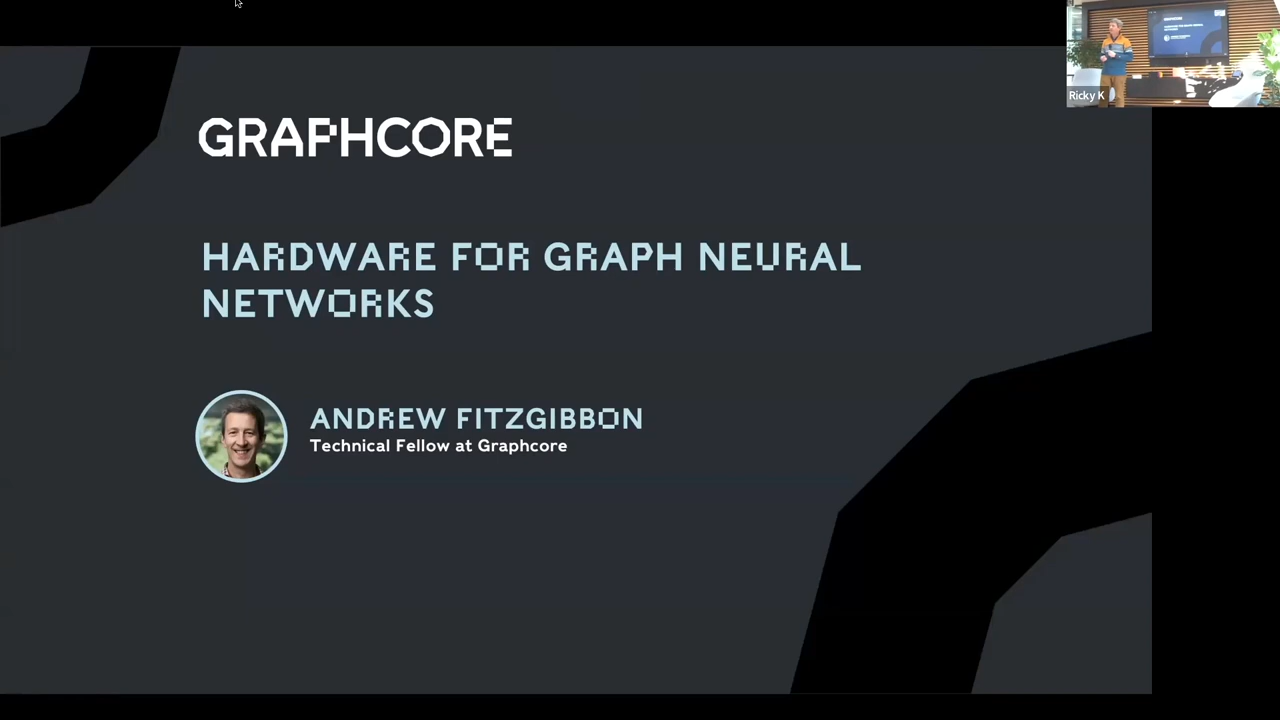 GRAPHCORE
HARDWARE FOR GRAPH NEURAL
NETWORKS
ANDREW FITZGIBBON
Technical Fellow at Graphcore
Ricky K